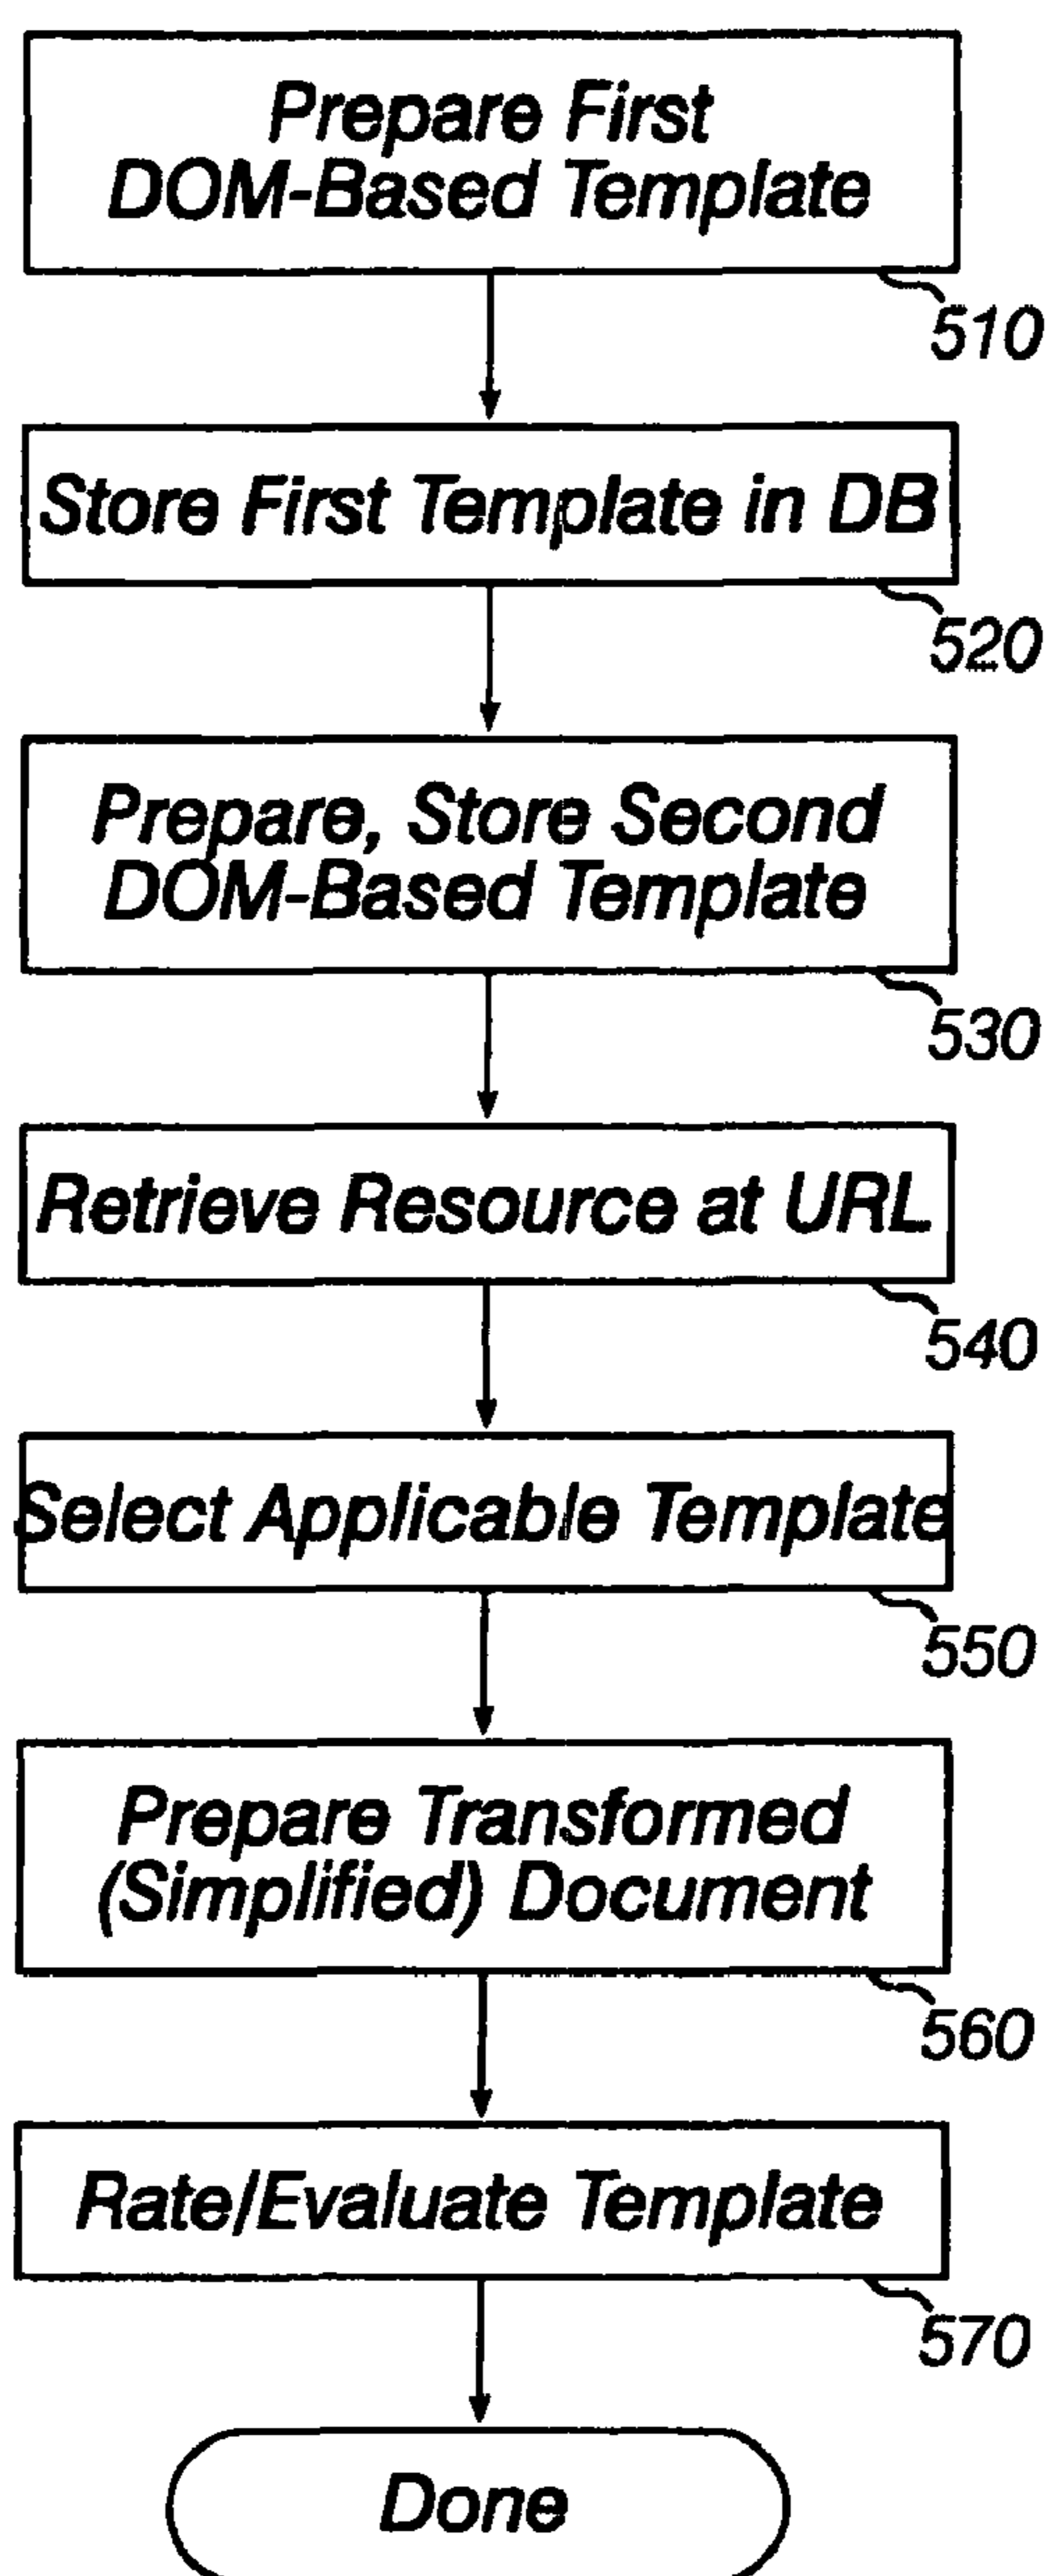 Prepare First
DOM-Based Template
510
Store First Template in DB
520
Prepare, Store Second
DOM-Based Template
530
Retrieve Resource at URL
540
Select Applicable Template
550
Prepare Transformed
(Simplified) Document
560
Rate/Evaluate Template
570
Done